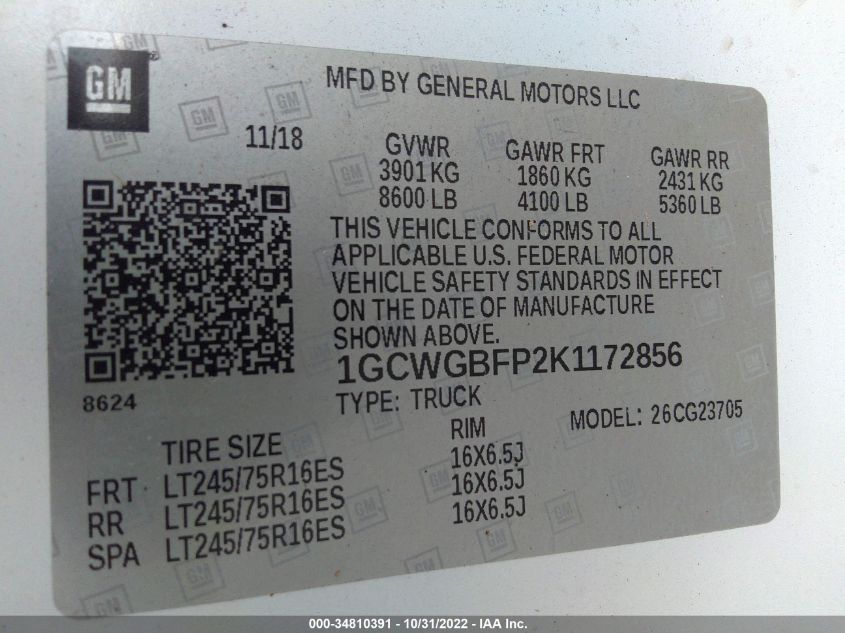 GM
MFD BY GENERAL MOTORS LLC
11/18
GVWR GAWR FRT GAWR RR
3901 KG 1860 KG 2431 KG
8600 LB 4100 LB 5360 LB
THIS VEHICLE CONFORMS TO ALL
APPLICABLE U.S. FEDERAL MOTOR
VEHICLE SAFETY STANDARDS IN EFFECT
ON THE DATE OF MANUFACTURE
SHOWN ABOVE.
1GCWGBFP2K1172856
8624
TYPE: TRUCK MODEL: 26CG23705
TIRE SIZE RIM
FRT LT245/75R16ES 16X6.5J
RR LT245/75R16ES 16X6.5J
SPA LT245/75R16ES 16X6.5J
000-34810391 - 10/31/2022 - IAA Inc.